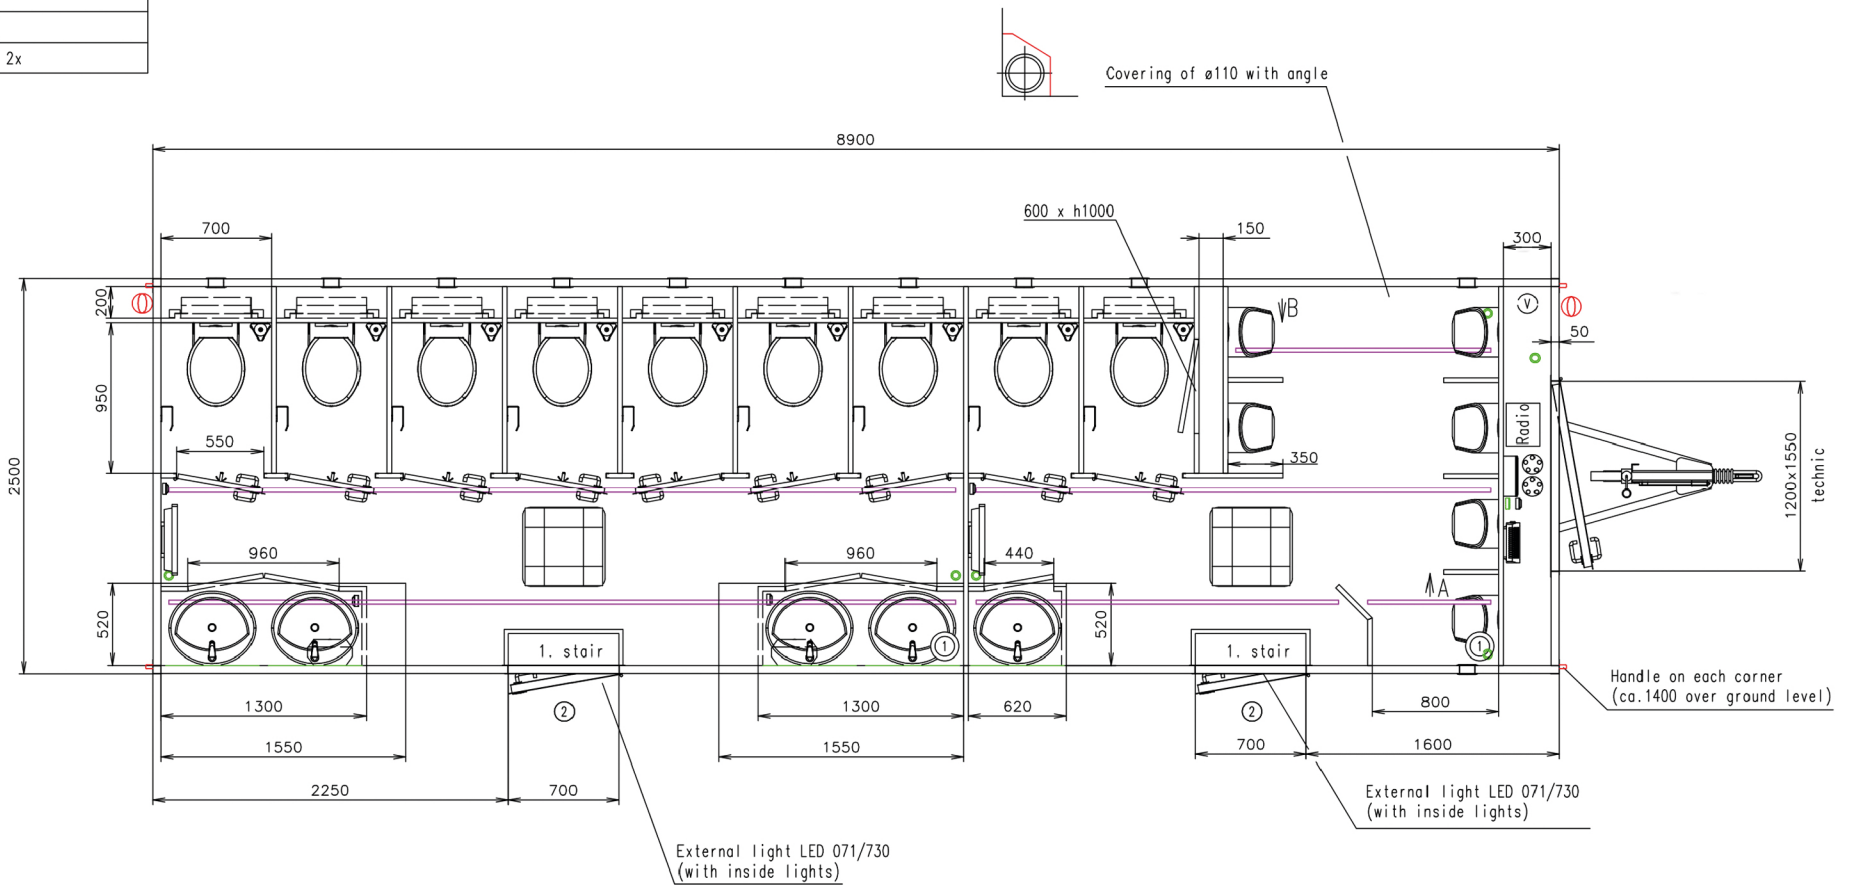 2x
Covering of ø110 with angle
8900
600 x h1000
700
150
300
200
B
V
50
950
550
350
Radio
2500
1200x1550
technic
960
960
440
A
520
520
1. stair
1
1. stair
1
Handle on each corner
(ca.1400 over ground level)
1300
2
1300
620
2
800
1550
1550
700
1600
2250
700
External light LED 071/730
(with inside lights)
External light LED 071/730
(with inside lights)